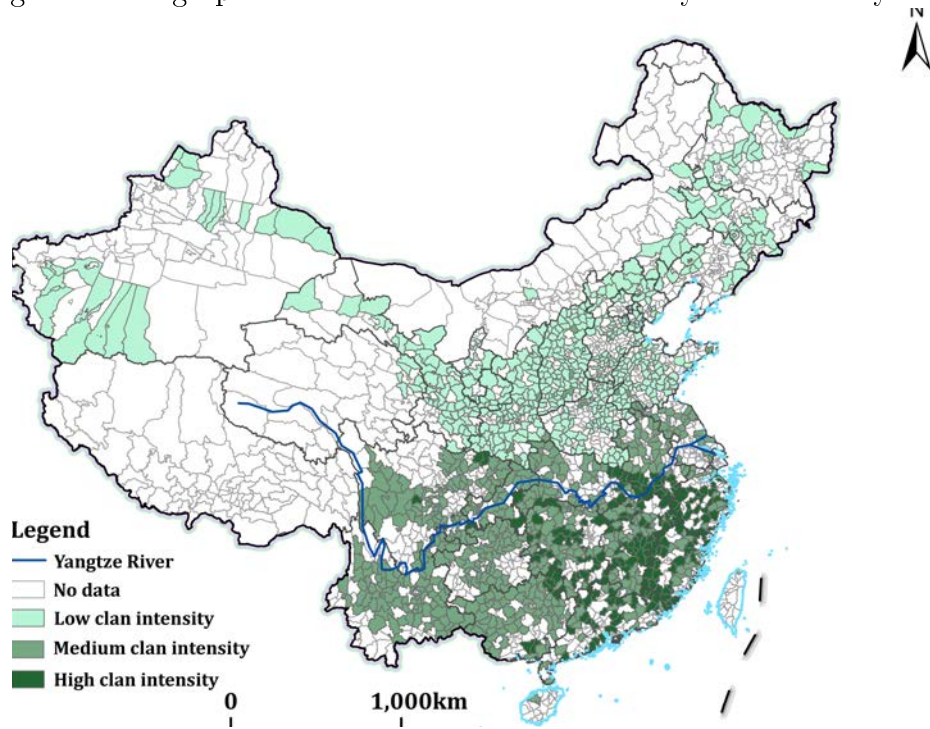 N
Legend
Yangtze River
No data
Low clan intensity
Medium clan intensity
High clan intensity
0 1,000km